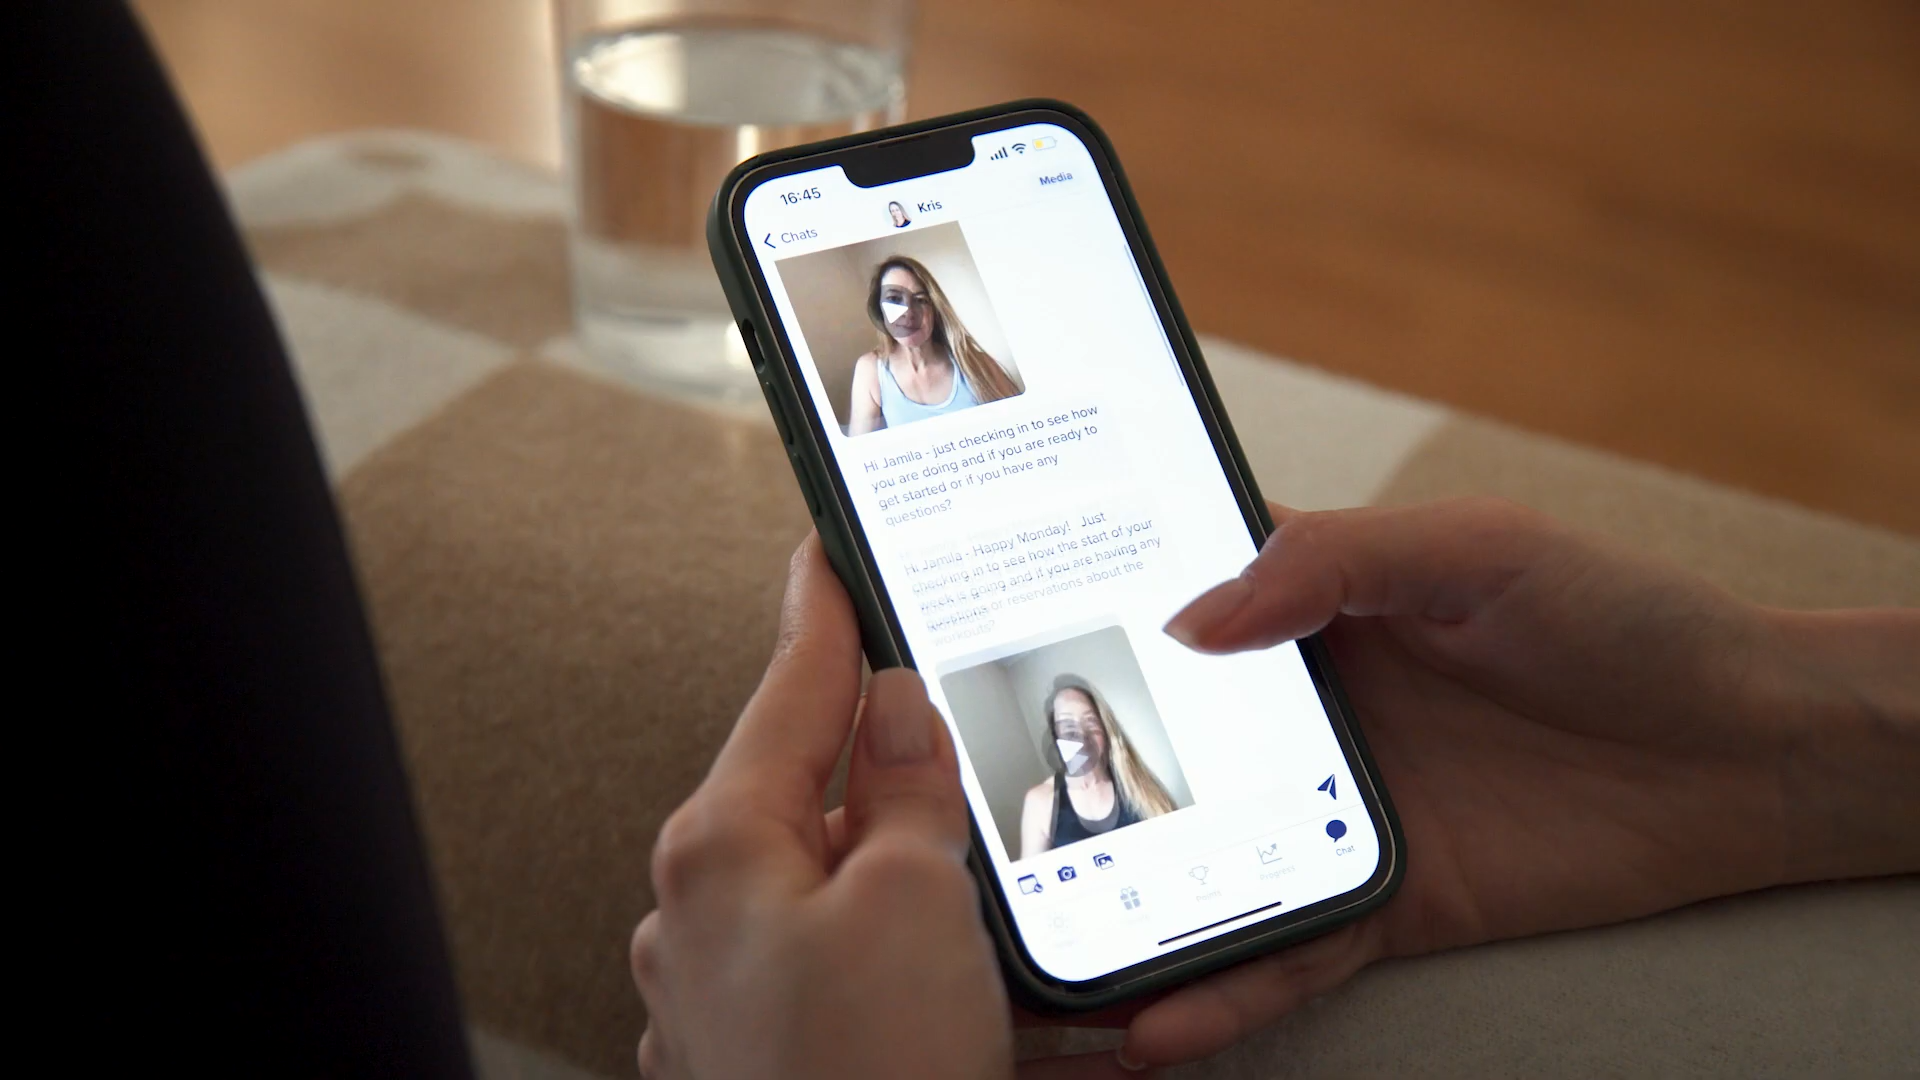 16:45
Media
Kris
Chats
Hi Jamila - just checking in to see how
you are doing and if you are ready to
get started or if you have any
questions?
Hi Jamila - Happy Monday! Just
checking in to see how the start of your
week is going and if you are having any
questions or reservations about the
workouts?
Chat
Points
Progress